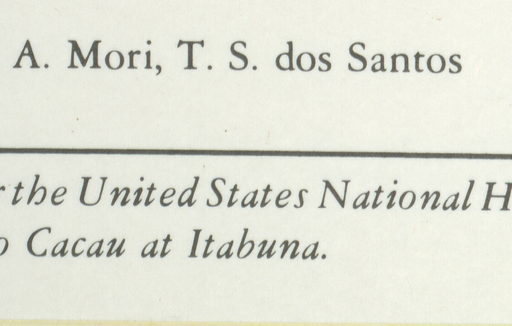 A. Mori, T. S. dos Santos
the United States National H
o Cacau at Itabuna.